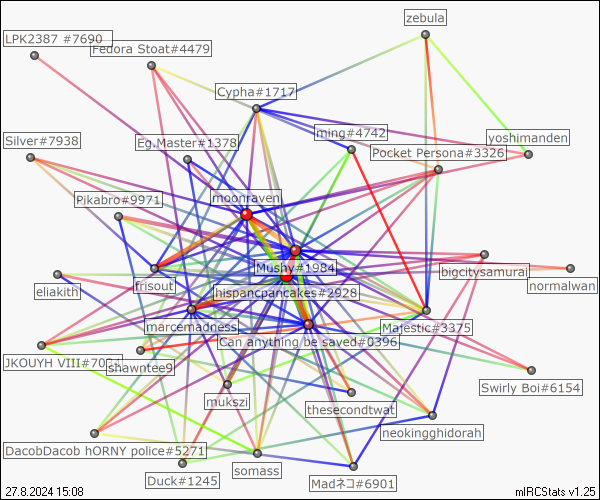 zebula
LPK2387 #7690
Fedora Stoat#4479
Cypha#1717
ming#4742
Eg.Master#1378
Silver#7938
yoshimanden
Pocket Persona#3326
moonraven
Pikabro#9971
Mushy#1984
bigcitysamurai
frisout
normalwan
eliakith
hispancpancakes#2928
marcemadness
Majestic#3375
Can anything be saved#0396
JKOUYH VIII#70
shawntee9
Swirly Boi#6154
mukszi
thesecondtwat
neokingghidorah
DacobDacob hORNY police#5271
somass
Duck#1245
Madネコ#6901
27.8.2024 15:08
mIRCStats v1.25